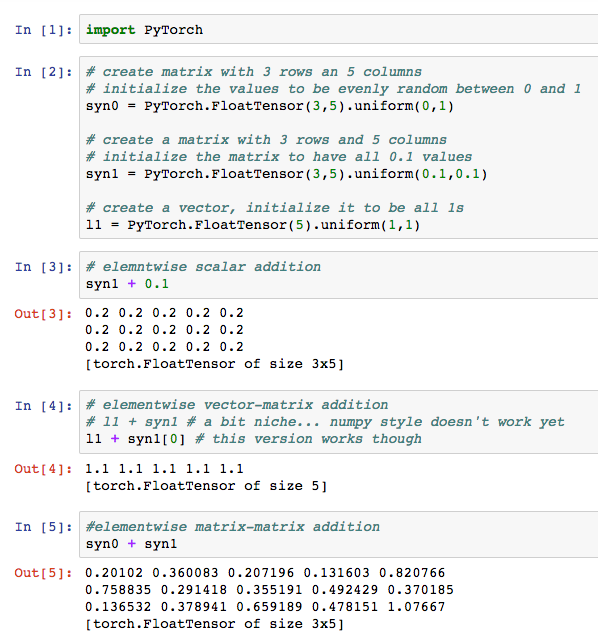 In [1]: import PyTorch
In [2]: # create matrix with 3 rows an 5 columns
# initialize the values to be evenly random between 0 and 1
syn0 = PyTorch.FloatTensor(3,5).uniform(0,1)
# create a matrix with 3 rows and 5 columns
# initialize the matrix to have all 0.1 values
syn1 = PyTorch.FloatTensor(3,5).uniform(0.1,0.1)
# create a vector, initialize it to be all 1s
l1 = PyTorch.FloatTensor(5).uniform(1,1)
In [3]: # elemntwise scalar addition
syn1 + 0.1
Out[3]: 0.2 0.2 0.2 0.2 0.2
0.2 0.2 0.2 0.2 0.2
0.2 0.2 0.2 0.2 0.2
[torch.FloatTensor of size 3x5]
In [4]: # elementwise vector-matrix addition
# l1 + syn1 # a bit niche... numpy style doesn't work yet
l1 + syn1[0] # this version works though
Out[4]: 1.1 1.1 1.1 1.1 1.1
[torch.FloatTensor of size 5]
In [5]: #elementwise matrix-matrix addition
syn0 + syn1
Out[5]: 0.20102 0.360083 0.207196 0.131603 0.820766
0.758835 0.291418 0.355191 0.492429 0.370185
0.136532 0.378941 0.659189 0.478151 1.07667
[torch.FloatTensor of size 3x5]